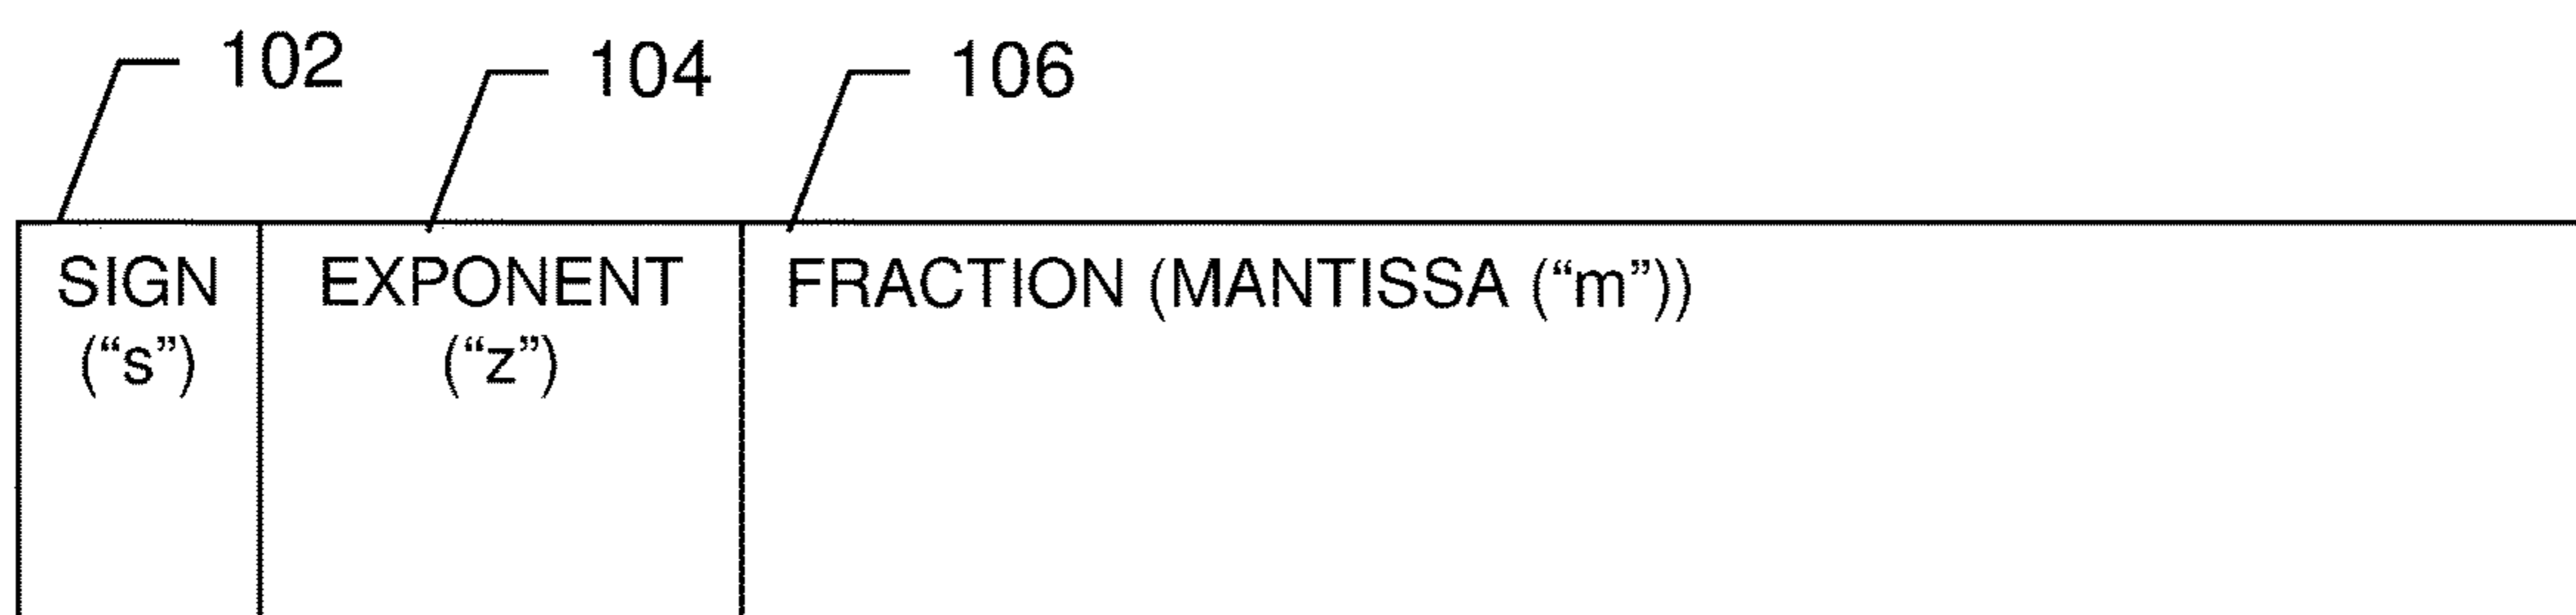 102 104 106
SIGN EXPONENT FRACTION (MANTISSA (“m”))
(“s”) (“z”)